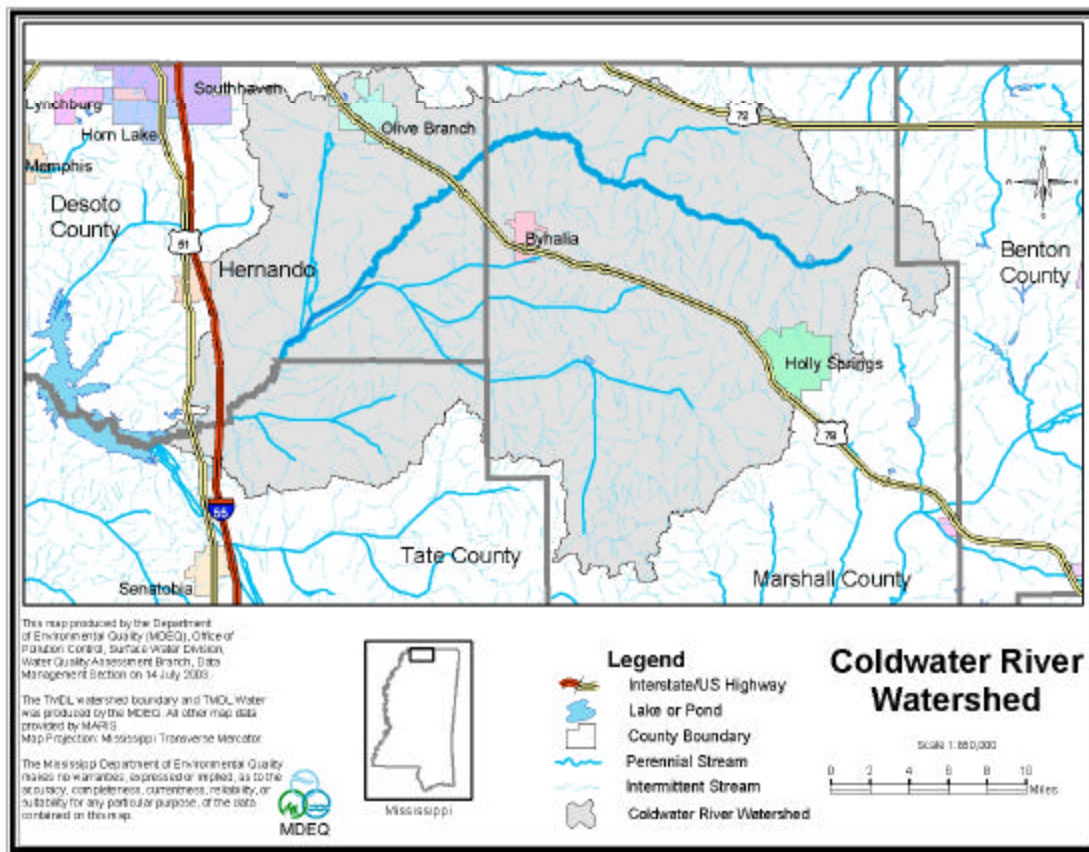 Southhaven
Lynchburg
Horn Lake
Olive Branch
72
Memphis
Desoto
County
51
Hernando
Byhalia
Benton
County
Holly Springs
78
55
Tate County
Marshall County
Senatobia
This map produced by the Department
of Environmental Quality (MDEQ), Office of
Pollution Control, Surface Water Division,
Water Quality Assessment Branch, Data
Management Section on 14 July 2003.
The TMDL watershed boundary and TMDL Water
was produced by the MDEQ. All other map data
provided by MARIS.
Map Projection: Mississippi Transverse Mercator
The Mississippi Department of Environmental Quality
makes no warranties, expressed or implied, as to the
accuracy, completeness, currentness, reliability, or
suitability for any particular purpose, of the data
contained on this map.
MDEQ
Mississippi
Legend
Interstate/US Highway
Lake or Pond
County Boundary
Perennial Stream
Intermittent Stream
Coldwater River Watershed
Coldwater River
Watershed
0 2 4 6 8 10
Miles